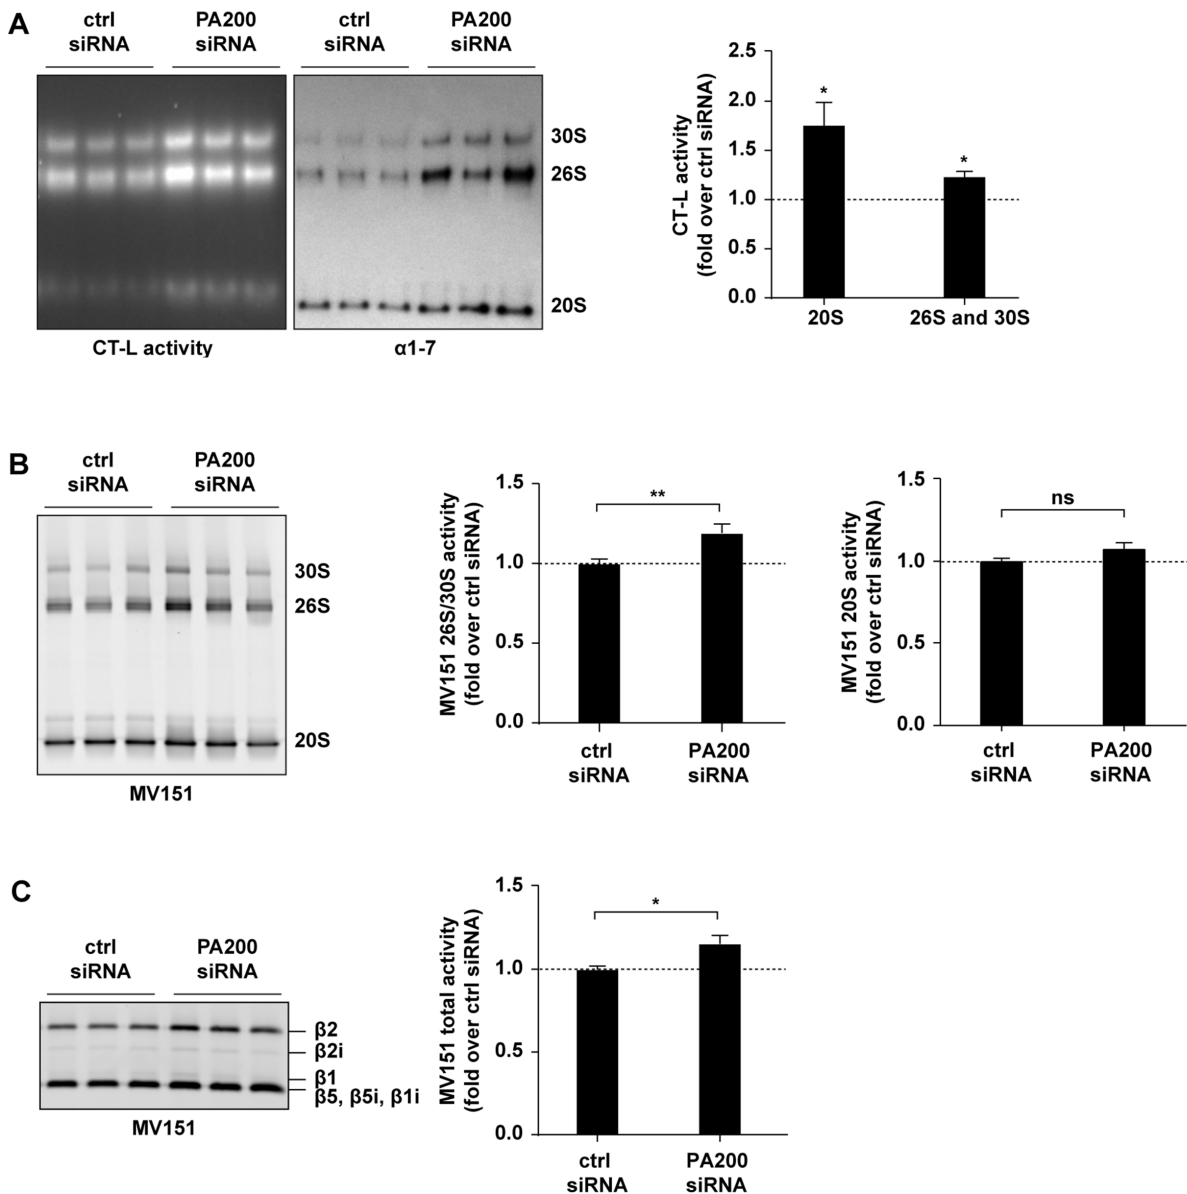 A
ctrl
siRNA
PA200
siRNA
ctrl
siRNA
PA200
siRNA
30S
26S
20S
CT-L activity
α1-7
CT-L activity
(fold over ctrl siRNA)
2.5
2.0
1.5
1.0
0.5
0.0
*
*
20S
26S and 30S
B
ctrl
siRNA
PA200
siRNA
30S
26S
20S
MV151
MV151 26S/30S activity
(fold over ctrl siRNA)
1.5
1.0
0.5
0.0
**
ctrl
siRNA
PA200
siRNA
MV151 20S activity
(fold over ctrl siRNA)
1.5
1.0
0.5
0.0
ns
ctrl
siRNA
PA200
siRNA
C
ctrl
siRNA
PA200
siRNA
β2
β2i
β1
β5, β5i, β1i
MV151
MV151 total activity
(fold over ctrl siRNA)
1.5
1.0
0.5
0.0
*
ctrl
siRNA
PA200
siRNA